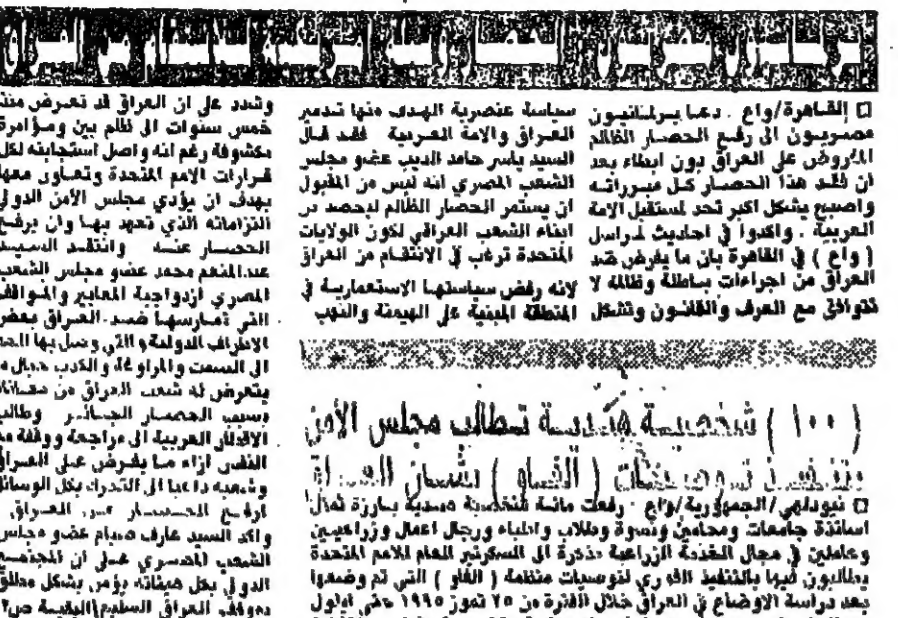 □ القاهرة/واع . دعا برلمانيون
مصريون الى رفع الحصار الظالم
المفروض على العراق دون ابطاء بعد
ان فقد هذا الحصار كل مبرراته
واصبح يشكل اكبر تحد لمستقبل الامة
العربية . واكدوا في احاديث لمراسل
( واع ) في القاهرة بان ما يفرض ضد
العراق من اجراءات باطلة وظالمة لا
تتوافق مع العرف والقانون وتشكل
سياسة عنصرية الهدف منها تدمير
العراق والامة العربية فقد قال
السيد ياسر حامد الديب عضو مجلس
الشعب المصري انه ليس من المقبول
ان يستمر الحصار الظالم ليحصد من
ابناء الشعب العراقي لكون الولايات
المتحدة ترغب في الانتقام من العراق
لانه رفض سياستها الاستعمارية في
المنطقة المبنية على الهيمنة والنهب
وشدد على ان العراق قد تعرض منذ
خمس سنوات الى ظلم بين ومؤامرة
مكشوفة رغم انه واصل استجابته لكل
قرارات الامم المتحدة وتعاون معها
بهدف ان يؤدي مجلس الأمن الدولي
التزاماته الذي تعهد بها وان يرفع
الحصار عنه وانتقد السيد
عبدالمنعم محمد عضو مجلس الشعب
المصري ازدواجية المعايير والمواقف
التي تمارسها ضد العراق بعض
الاطراف الدولية والتي وصل بها الحد
الى الصمت والمراوغة والكذب حيال ما
يتعرض له شعب العراق من معاناة
بسبب الحصار الجائر وطالب
الاقطار العربية الى مراجعة ووقفة مع
النفس ازاء ما يفرض على العراق
وشعبه داعيا الى التحرك بكل الوسائل
لرفع الحصار عن العراق
واكد السيد عارف صيام عضو مجلس
الشعب المصري على ان المجتمع
الدولي بكل هيئاته يؤمن بشكل مطلق
بموقف العراق السليم (البقية ص٢
( ١٠٠ ) شخصية هندية تطالب مجلس الأمن
بتنفيذ توصيات ( الفاو ) بشأن العراق
□ نيودلهي/الجمهورية/واع . رفعت مائة شخصية هندية بارزة تمثل
اساتذة جامعات ومحامين ونسوة وطلاب واطباء ورجال اعمال وزراعيين
وعاملين في مجال الزراعية مذكرة الى السكرتير العام للامم المتحدة
يطالبون فيها بالتنفيذ الفوري لتوصيات منظمة ( الفاو ) التي تم وضعها
بعد دراسة الاوضاع في العراق خلال الفترة من ٢٥ تموز ١٩٩٥ حتى ايلول